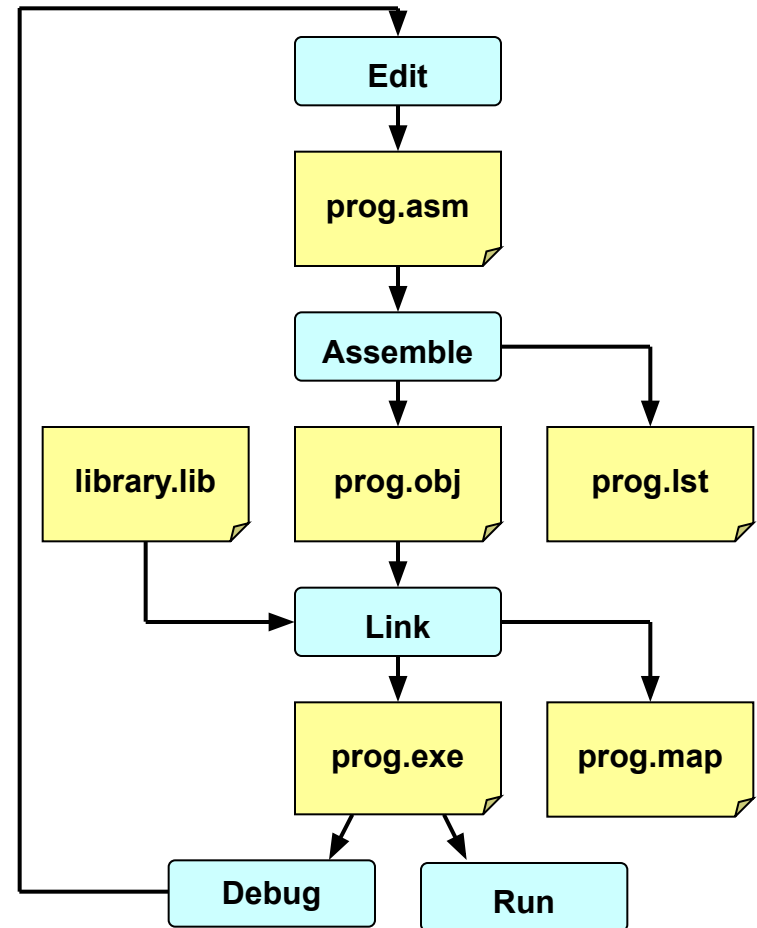 Edit
prog.asm
Assemble
library.lib
prog.obj
prog.lst
Link
prog.exe
prog.map
Debug
Run